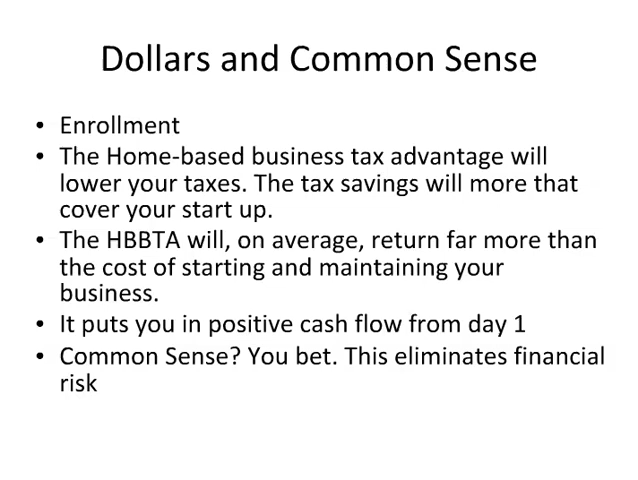 Dollars and Common Sense
• Enrollment
• The Home-based business tax advantage will
lower your taxes. The tax savings will more that
cover your start up.
• The HBBTA will, on average, return far more than
the cost of starting and maintaining your
business.
• It puts you in positive cash flow from day 1
• Common Sense? You bet. This eliminates financial
risk